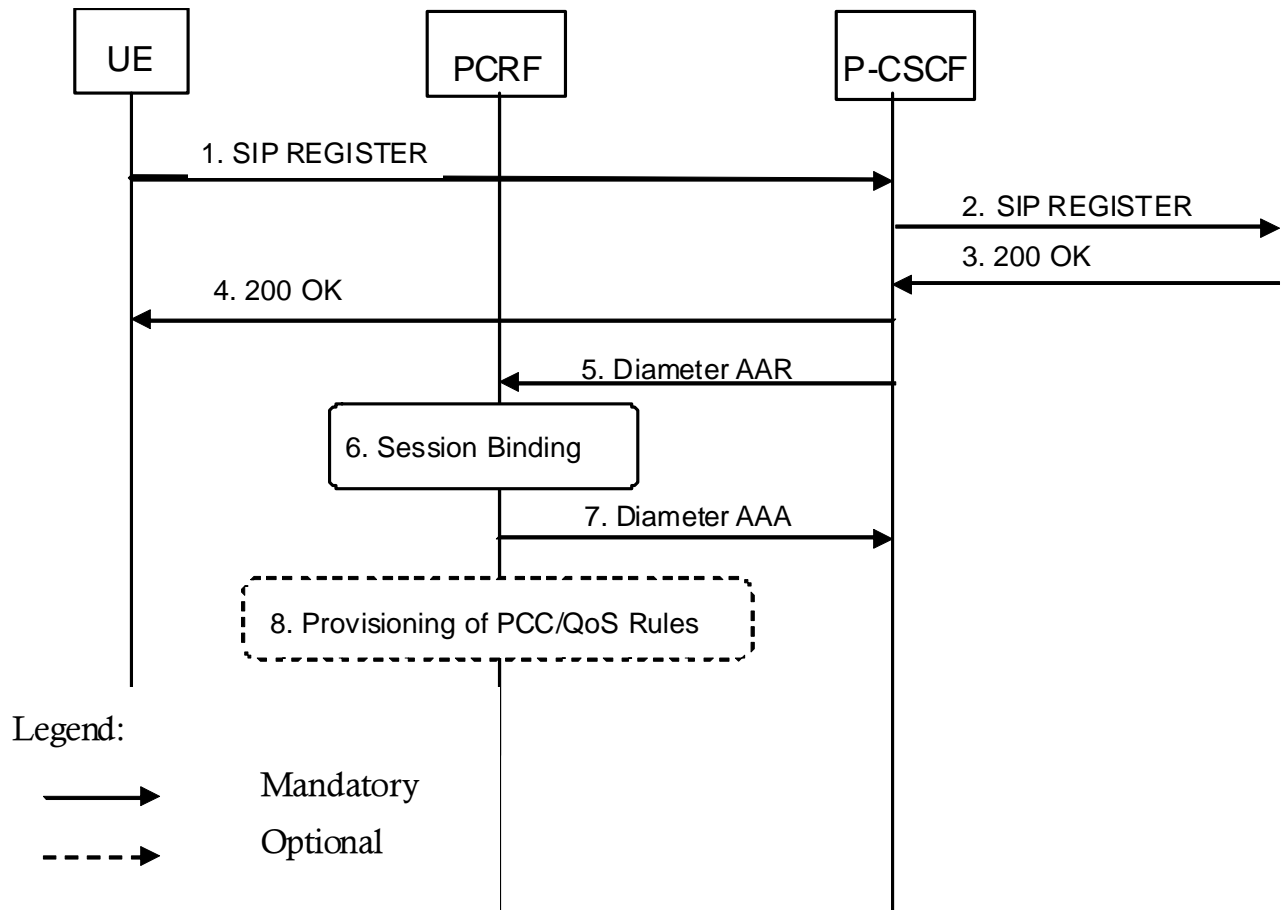 UE
PCRF
P-CSCF
1. SIP REGISTER
2. SIP REGISTER
3. 200 OK
4. 200 OK
5. Diameter AAR
6. Session Binding
7. Diameter AAA
8. Provisioning of PCC/QoS Rules
Legend:
Mandatory
Optional